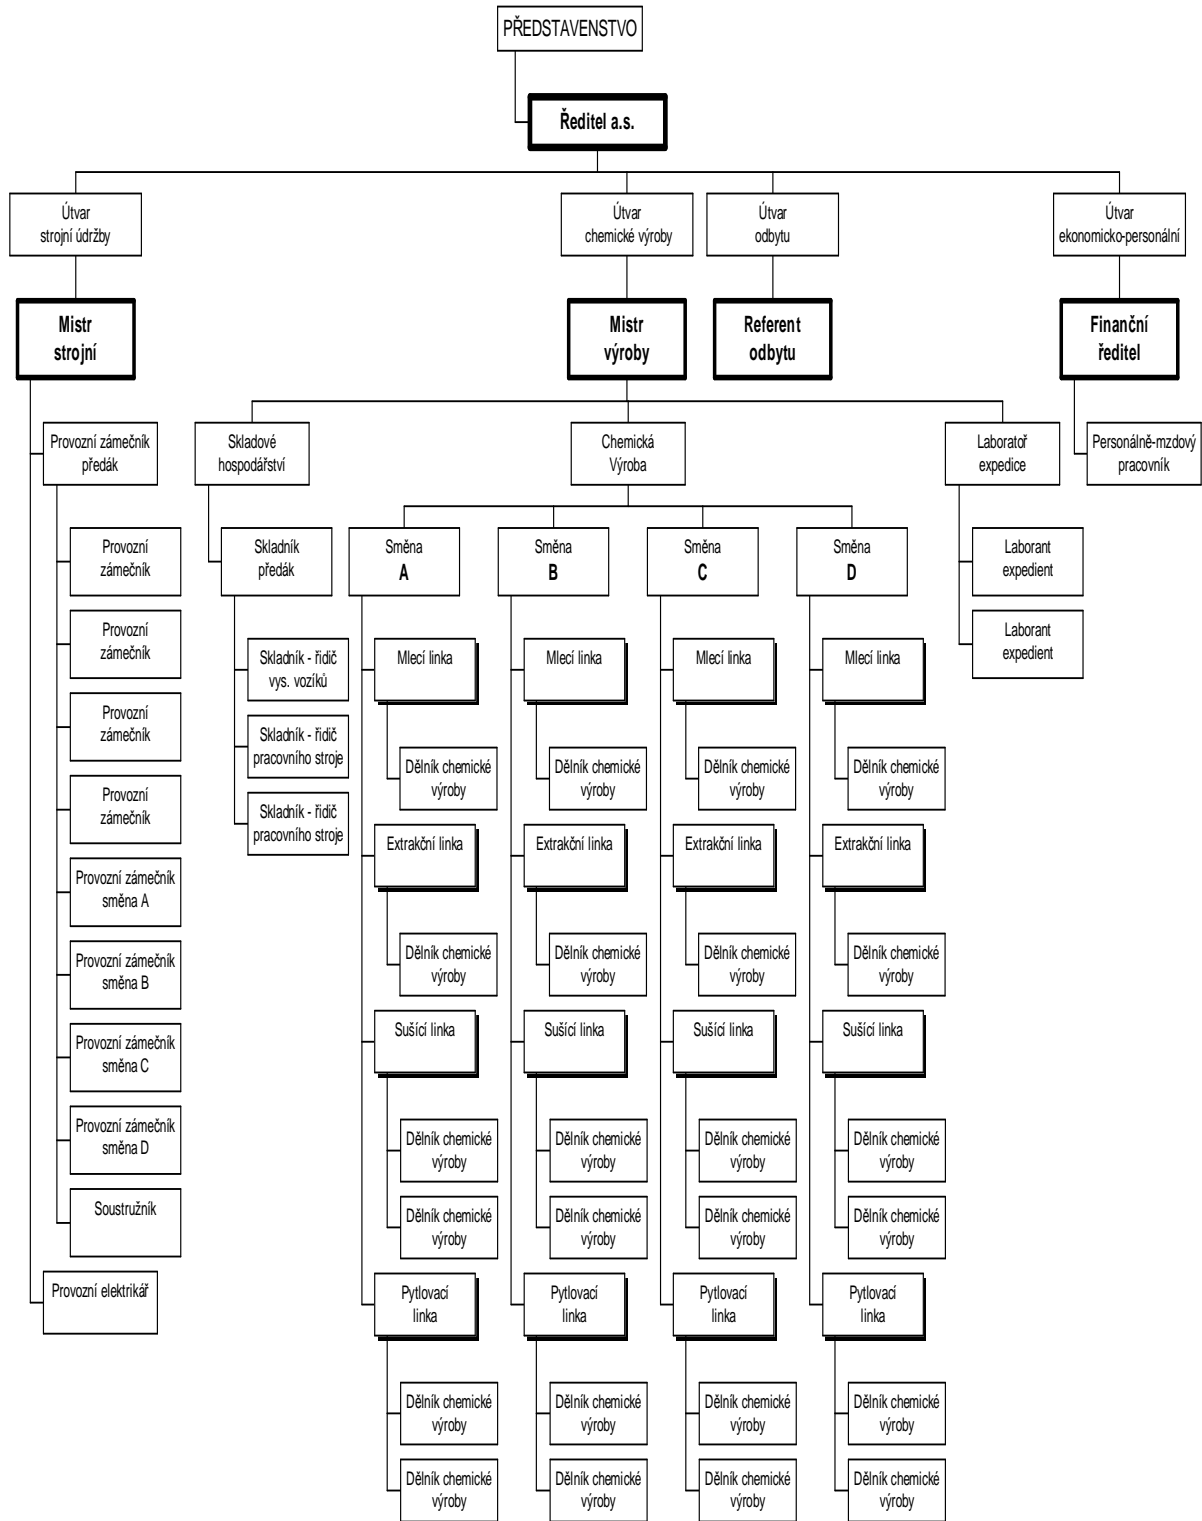 PŘEDSTAVENSTVO
Ředitel a.s.
Útvar
strojní údržby
Útvar
chemické výroby
Útvar
odbytu
Útvar
ekonomicko-personální
Mistr
strojní
Mistr
výroby
Referent
odbytu
Finanční
ředitel
Provozní zámečník
předák
Skladové
hospodářství
Chemická
Výroba
Laboratoř
expedice
Personálně-mzdový
pracovník
Provozní
zámečník
Provozní
zámečník
Provozní
zámečník
Provozní
zámečník
Provozní zámečník
směna A
Provozní zámečník
směna B
Provozní zámečník
směna C
Provozní zámečník
směna D
Soustružník
Provozní elektrikář
Skladník
předák
Skladník - řidič
vys. vozíků
Skladník - řidič
pracovního stroje
Skladník - řidič
pracovního stroje
Směna
A
Mlecí linka
Dělník chemické
výroby
Extrakční linka
Dělník chemické
výroby
Sušící linka
Dělník chemické
výroby
Dělník chemické
výroby
Pytlovací
linka
Dělník chemické
výroby
Dělník chemické
výroby
Směna
B
Mlecí linka
Dělník chemické
výroby
Extrakční linka
Dělník chemické
výroby
Sušící linka
Dělník chemické
výroby
Dělník chemické
výroby
Pytlovací
linka
Dělník chemické
výroby
Dělník chemické
výroby
Směna
C
Mlecí linka
Dělník chemické
výroby
Extrakční linka
Dělník chemické
výroby
Sušící linka
Dělník chemické
výroby
Dělník chemické
výroby
Pytlovací
linka
Dělník chemické
výroby
Dělník chemické
výroby
Směna
D
Mlecí linka
Dělník chemické
výroby
Extrakční linka
Dělník chemické
výroby
Sušící linka
Dělník chemické
výroby
Dělník chemické
výroby
Pytlovací
linka
Dělník chemické
výroby
Dělník chemické
výroby
Laborant
expedient
Laborant
expedient